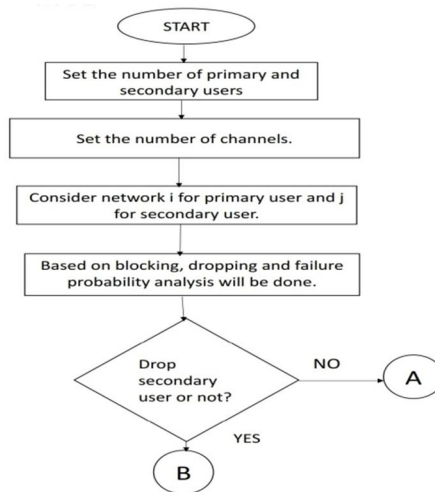 START
Set the number of primary and
secondary users
Set the number of channels.
Consider network i for primary user and j
for secondary user.
Based on blocking, dropping and failure
probability analysis will be done.
Drop
secondary
user or not?
NO
A
YES
B